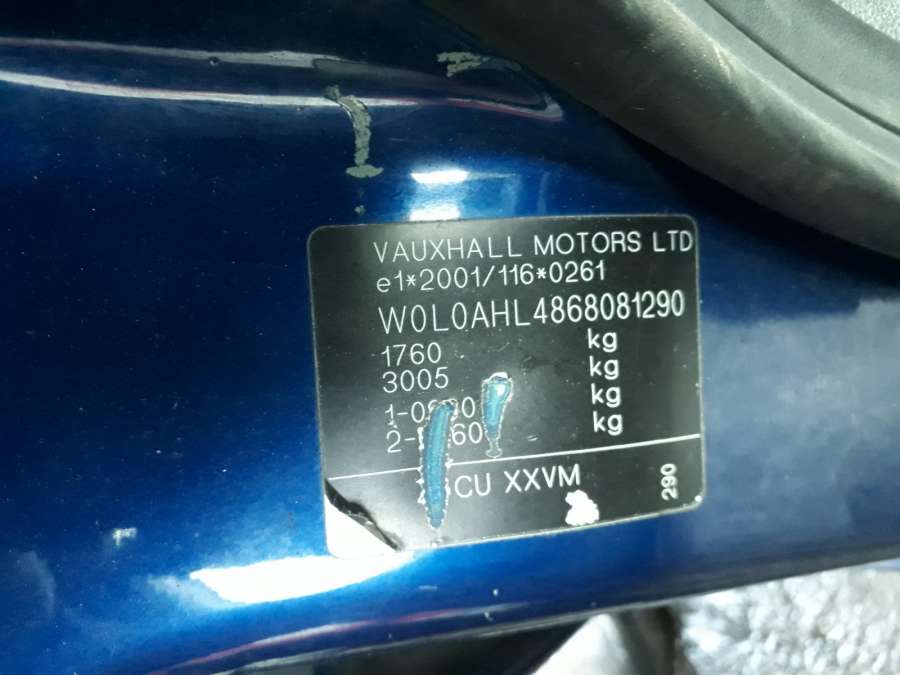 VAUXHALL MOTORS LTD
e1*2001/116*0261
W0L0AHL4868081290
1760 kg
3005 kg
kg
kg
CU XXVM
290